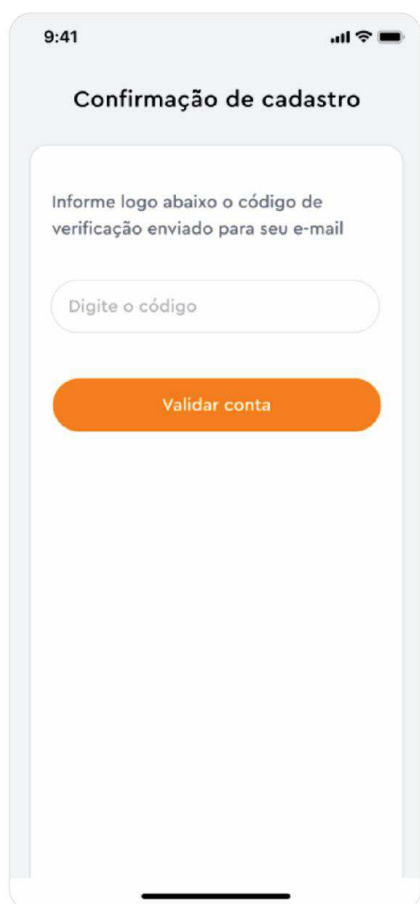 9:41
Confirmação de cadastro
Informe logo abaixo o código de
verificação enviado para seu e-mail
Digite o código
Validar conta